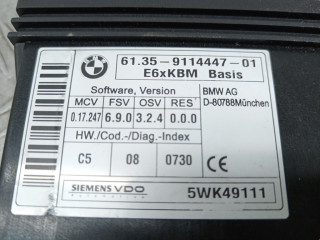 BMW
61.35-9114447-01
E6xKBM Basis
Software, Version
BMW AG
MCV FSV OSV RES
D-80788München
0.17.247 6.9.0 3.2.4 0.0.0
HW./Cod.-/Diag.-Index
C5 08 0730 CE
SIEMENS VDO
AUTOMOTIVE
5WK49111